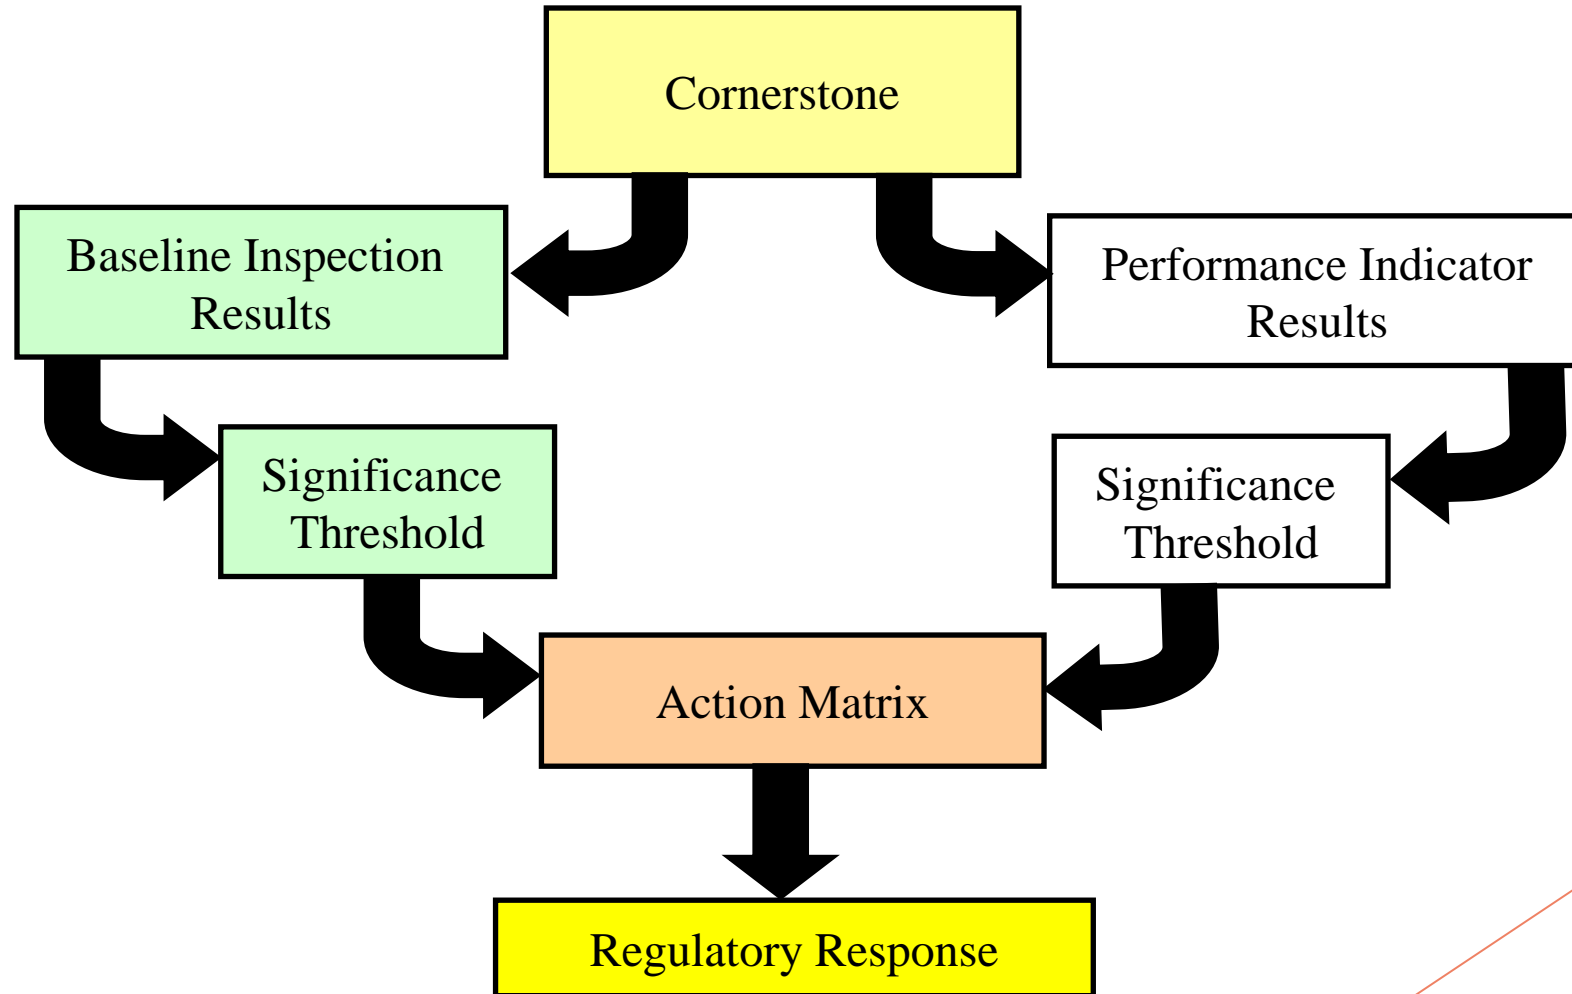 Cornerstone
Baseline Inspection
Results
Performance Indicator
Results
Significance
Threshold
Significance
Threshold
Action Matrix
Regulatory Response